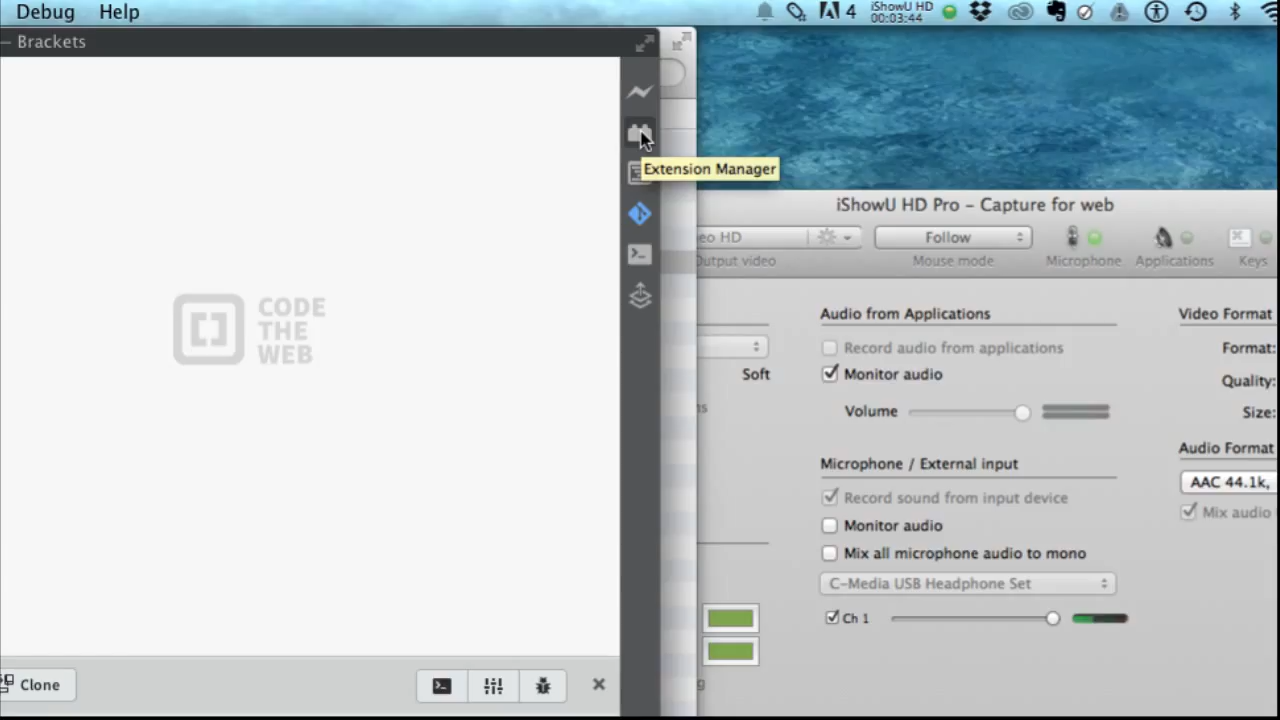 Debug Help
4
iShowU HD
00:03:44
— Brackets
Extension Manager
CODE
THE
WEB
Clone
iShowU HD Pro – Capture for web
eo HD
Follow
Output video
Mouse mode
Microphone
Applications
Keys
Audio from Applications
Record audio from applications
Monitor audio
Soft
Volume
Microphone / External input
Record sound from input device
Monitor audio
Mix all microphone audio to mono
C-Media USB Headphone Set
Ch 1
Video Format
Format:
Quality:
Size:
Audio Format
AAC 44.1k,
Mix audio